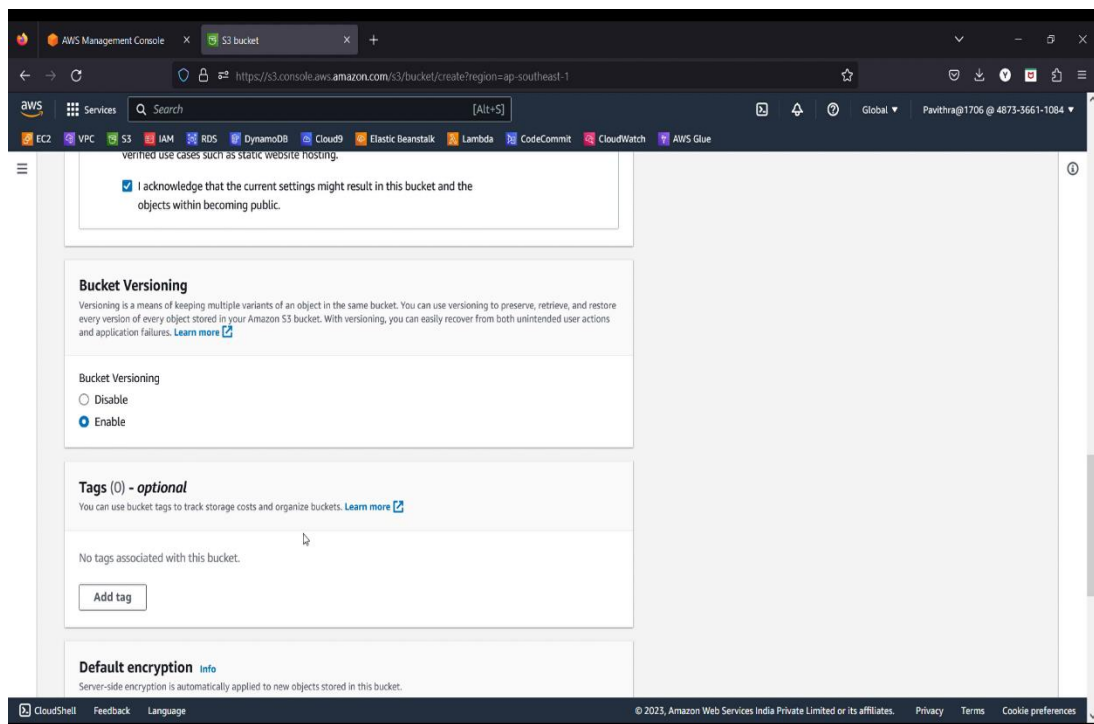 AWS Management Console
S3 bucket
https://s3.console.aws.amazon.com/s3/bucket/create?region=ap-southeast-1
aws Services Search [Alt+S] Global Pavithra@1706 @ 4873-3661-1084
EC2 VPC S3 IAM RDS DynamoDB Cloud9 Elastic Beanstalk Lambda CodeCommit CloudWatch AWS Glue
verified use cases such as static website hosting.
I acknowledge that the current settings might result in this bucket and the
objects within becoming public.
Bucket Versioning
Versioning is a means of keeping multiple variants of an object in the same bucket. You can use versioning to preserve, retrieve, and restore
every version of every object stored in your Amazon S3 bucket. With versioning, you can easily recover from both unintended user actions
and application failures. Learn more
Bucket Versioning
Disable
Enable
Tags (0) - optional
You can use bucket tags to track storage costs and organize buckets. Learn more
No tags associated with this bucket.
Add tag
Default encryption Info
Server-side encryption is automatically applied to new objects stored in this bucket.
CloudShell Feedback Language © 2023, Amazon Web Services India Private Limited or its affiliates. Privacy Terms Cookie preferences